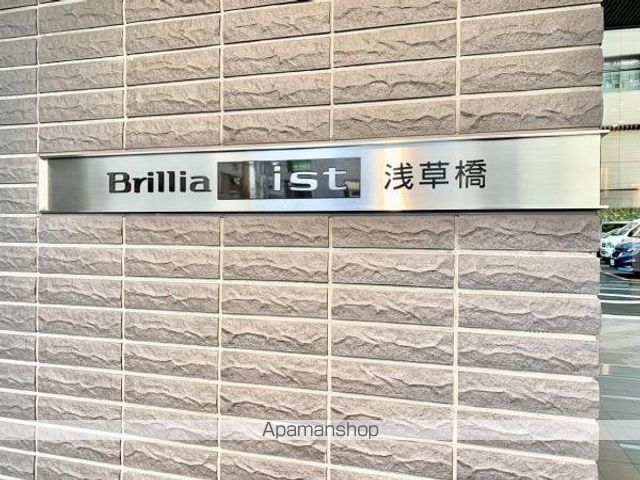 Brillia ist 浅草橋
Apamanshop